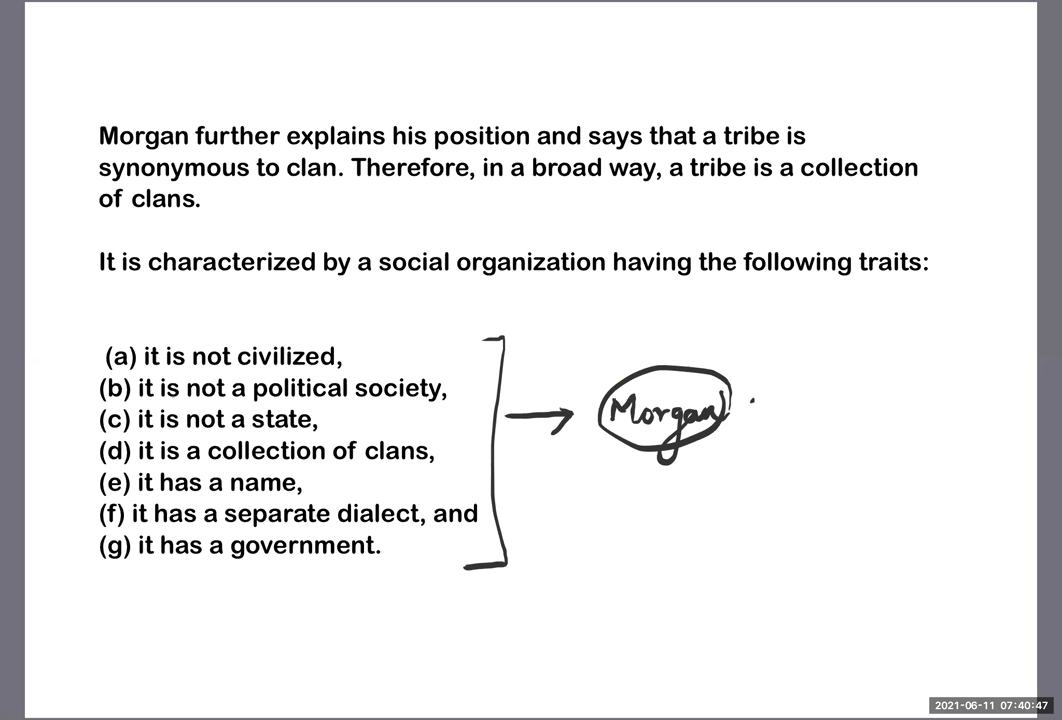 Morgan further explains his position and says that a tribe is
synonymous to clan. Therefore, in a broad way, a tribe is a collection
of clans.
It is characterized by a social organization having the following traits:
(a) it is not civilized,
(b) it is not a political society,
(c) it is not a state,
(d) it is a collection of clans,
(e) it has a name,
(f) it has a separate dialect, and
(g) it has a government.
Morgan
2021-06-11 07:40:47